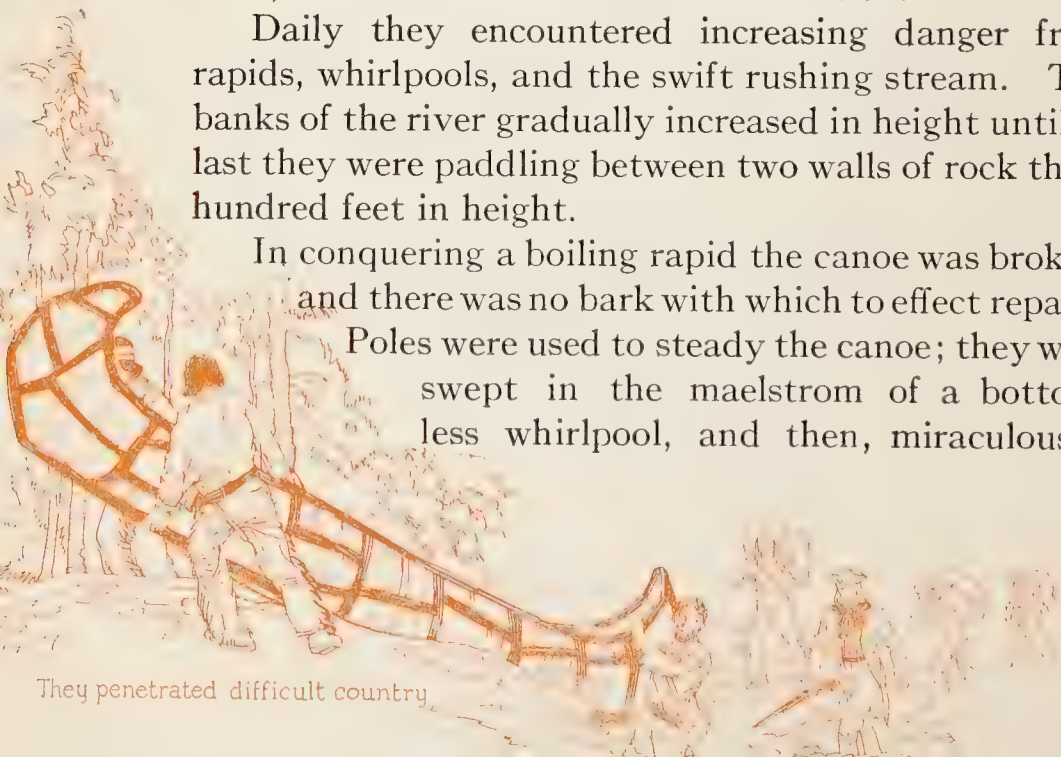 Daily they encountered increasing danger fr
rapids, whirlpools, and the swift rushing stream. T
banks of the river gradually increased in height until
last they were paddling between two walls of rock th
hundred feet in height.
In conquering a boiling rapid the canoe was brok
and there was no bark with which to effect repa
Poles were used to steady the canoe; they w
swept in the maelstrom of a botto
less whirlpool, and then, miraculous
They penetrated difficult country